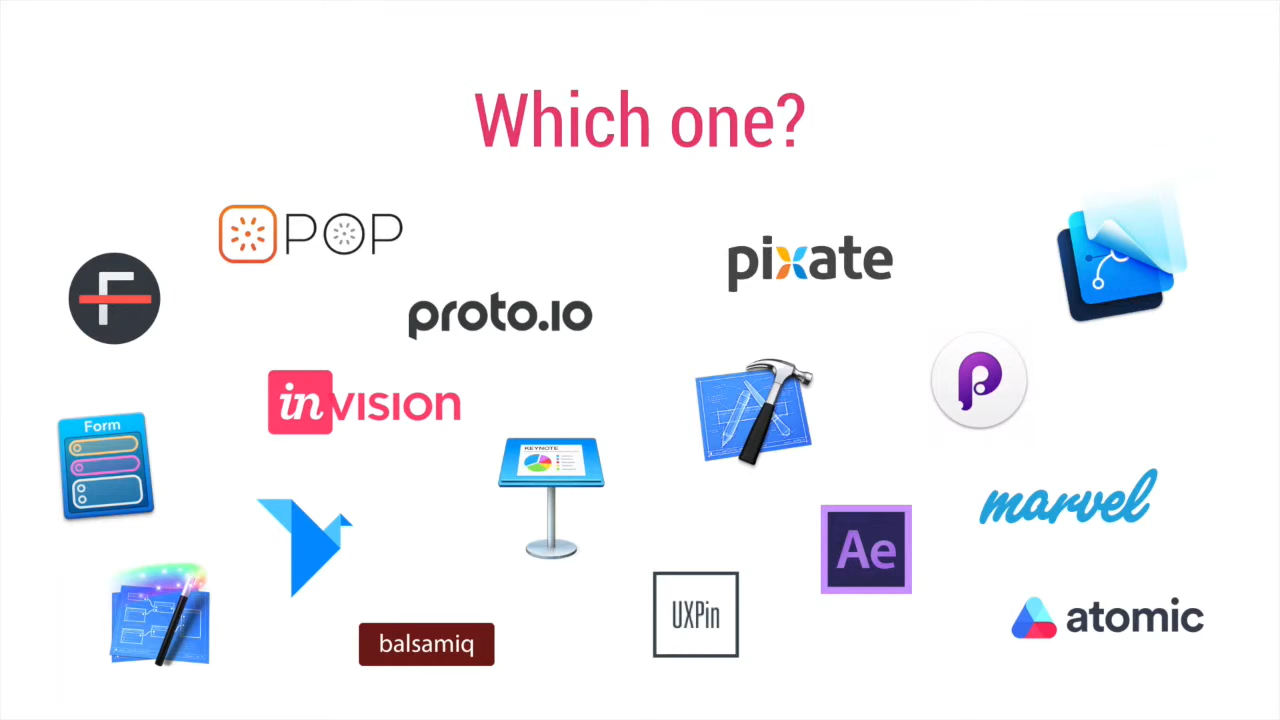 Which one?
POP
pixate
F
proto.io
P
invision
Form
KEYNOTE
marvel
Ae
UXPin
atomic
balsamiq